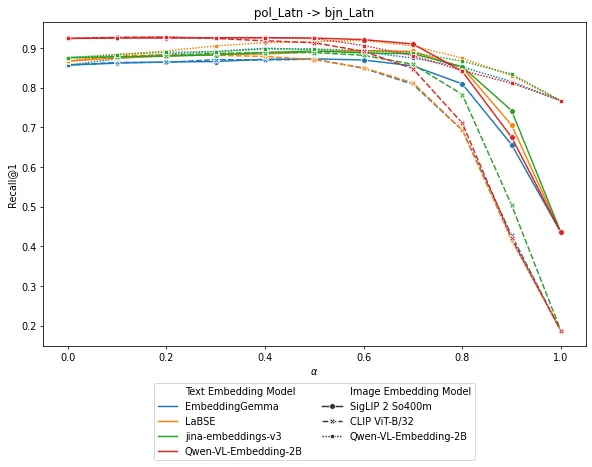 pol_Latn -> bjn_Latn
Recall@1
0.9
0.8
0.7
0.6
0.5
0.4
0.3
0.2
0.0
0.2
0.4
0.6
0.8
1.0
α
Text Embedding Model
EmbeddingGemma
LaBSE
jina-embeddings-v3
Qwen-VL-Embedding-2B
Image Embedding Model
SigLIP 2 So400m
CLIP ViT-B/32
Qwen-VL-Embedding-2B